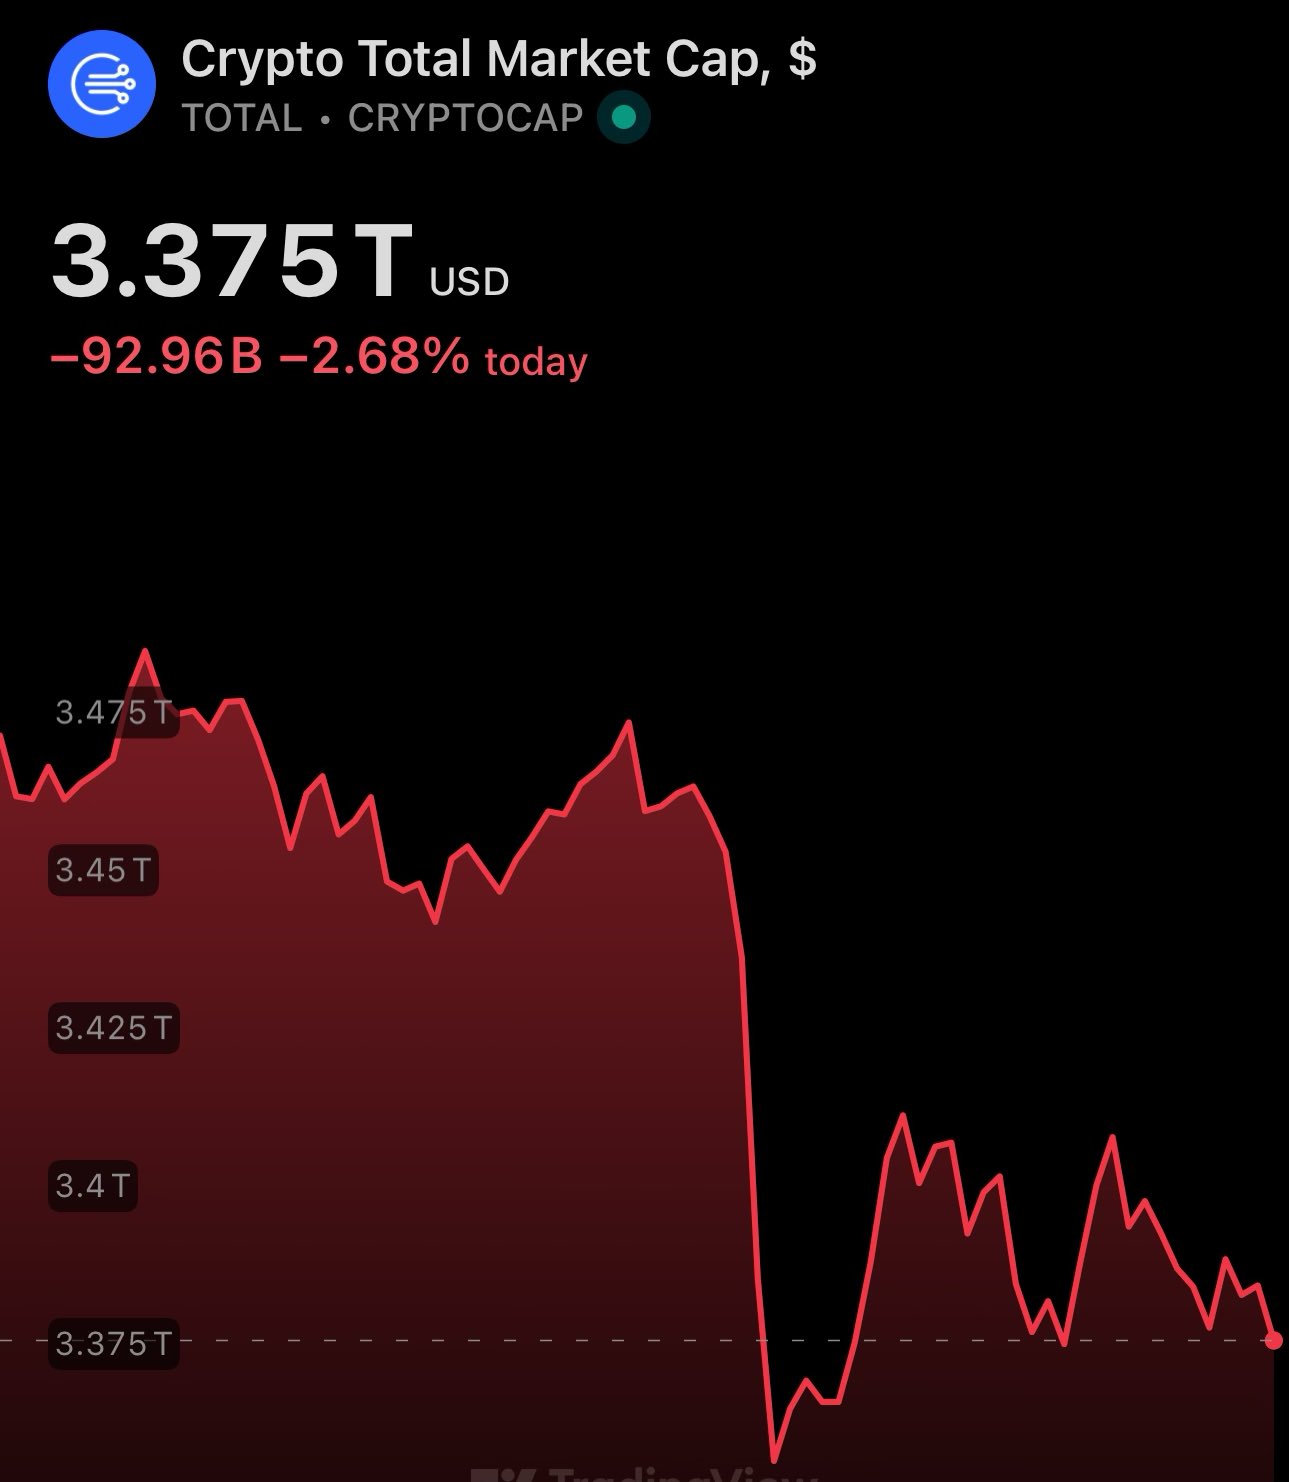 Crypto Total Market Cap, $
TOTAL • CRYPTOCAP
3.375 T USD
−92.96 B −2.68% today
3.475 T
3.45 T
3.425 T
3.4 T
3.375 T
TradingView